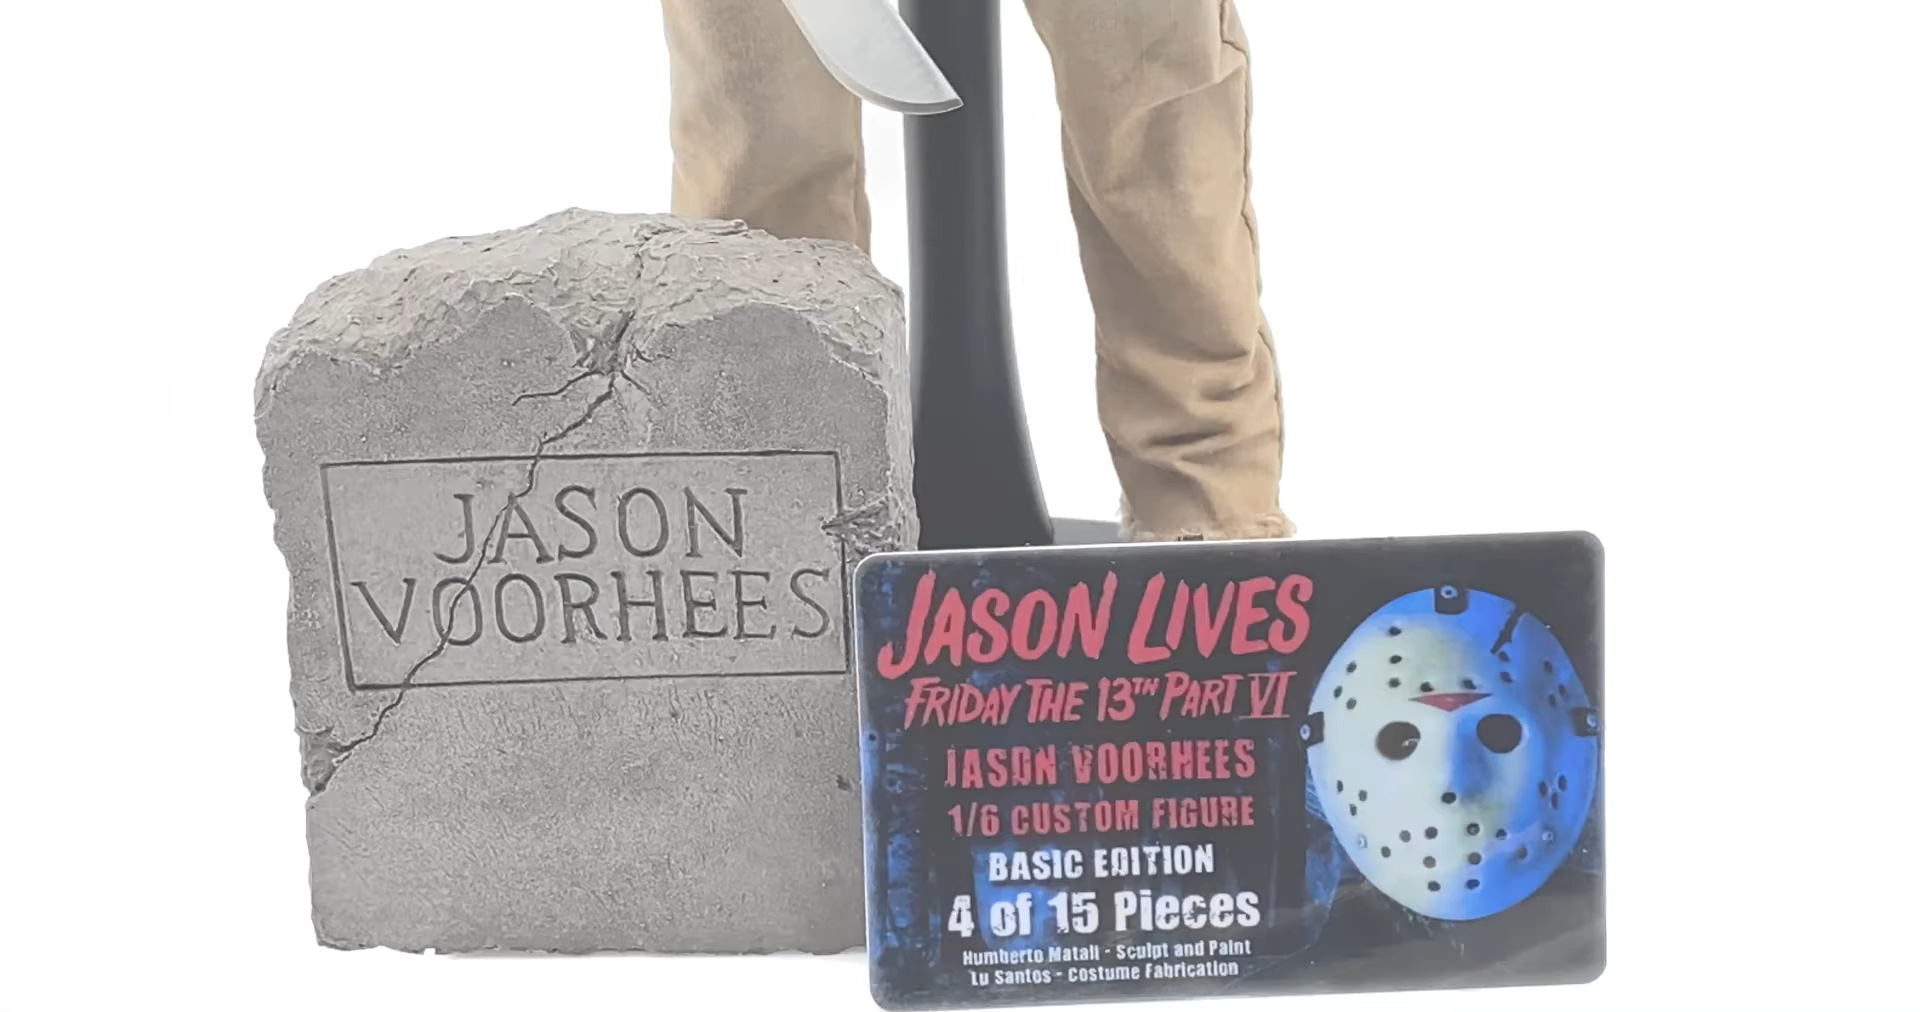 JASON
VOORHEES
JASON LIVES
FRIDAY THE 13TH PART VI
JASON VOORHEES
1/6 CUSTOM FIGURE
BASIC EDITION
4 of 15 Pieces
Humberto Matali - Sculpt and Paint
Lu Santos - Costume Fabrication